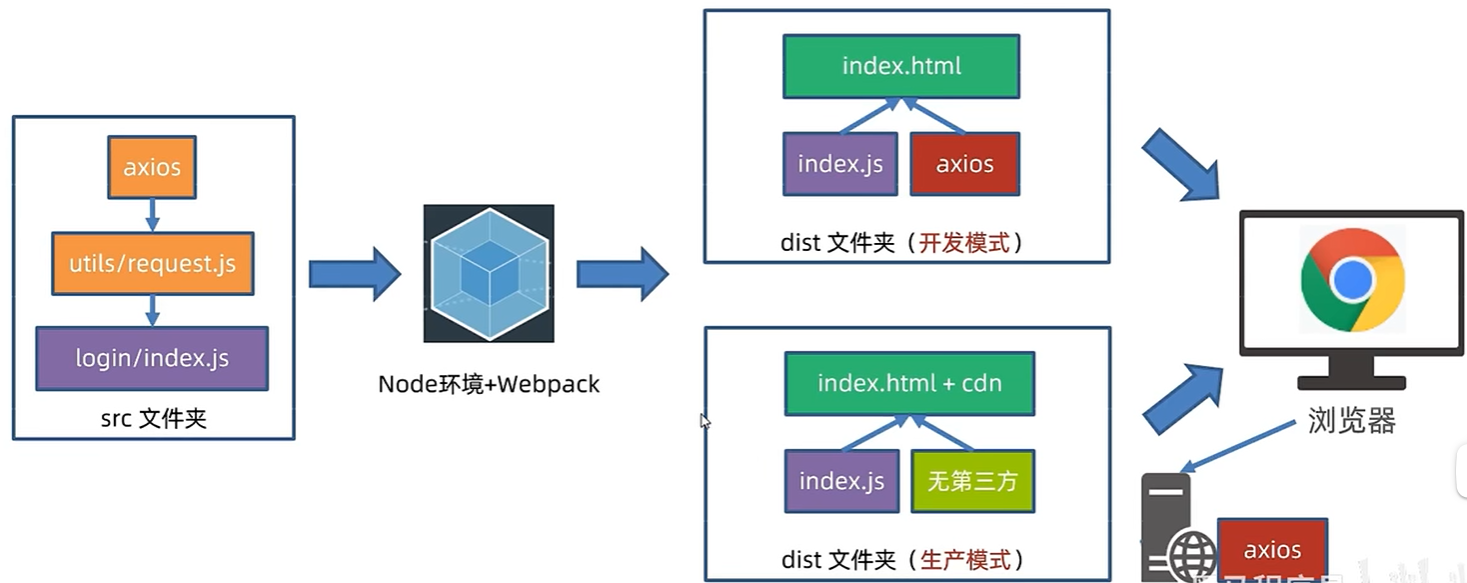 axios
utils/request.js
login/index.js
src 文件夹
Node环境+Webpack
index.html
index.js
axios
dist 文件夹（开发模式）
index.html + cdn
index.js
无第三方
dist 文件夹（生产模式）
浏览器
axios